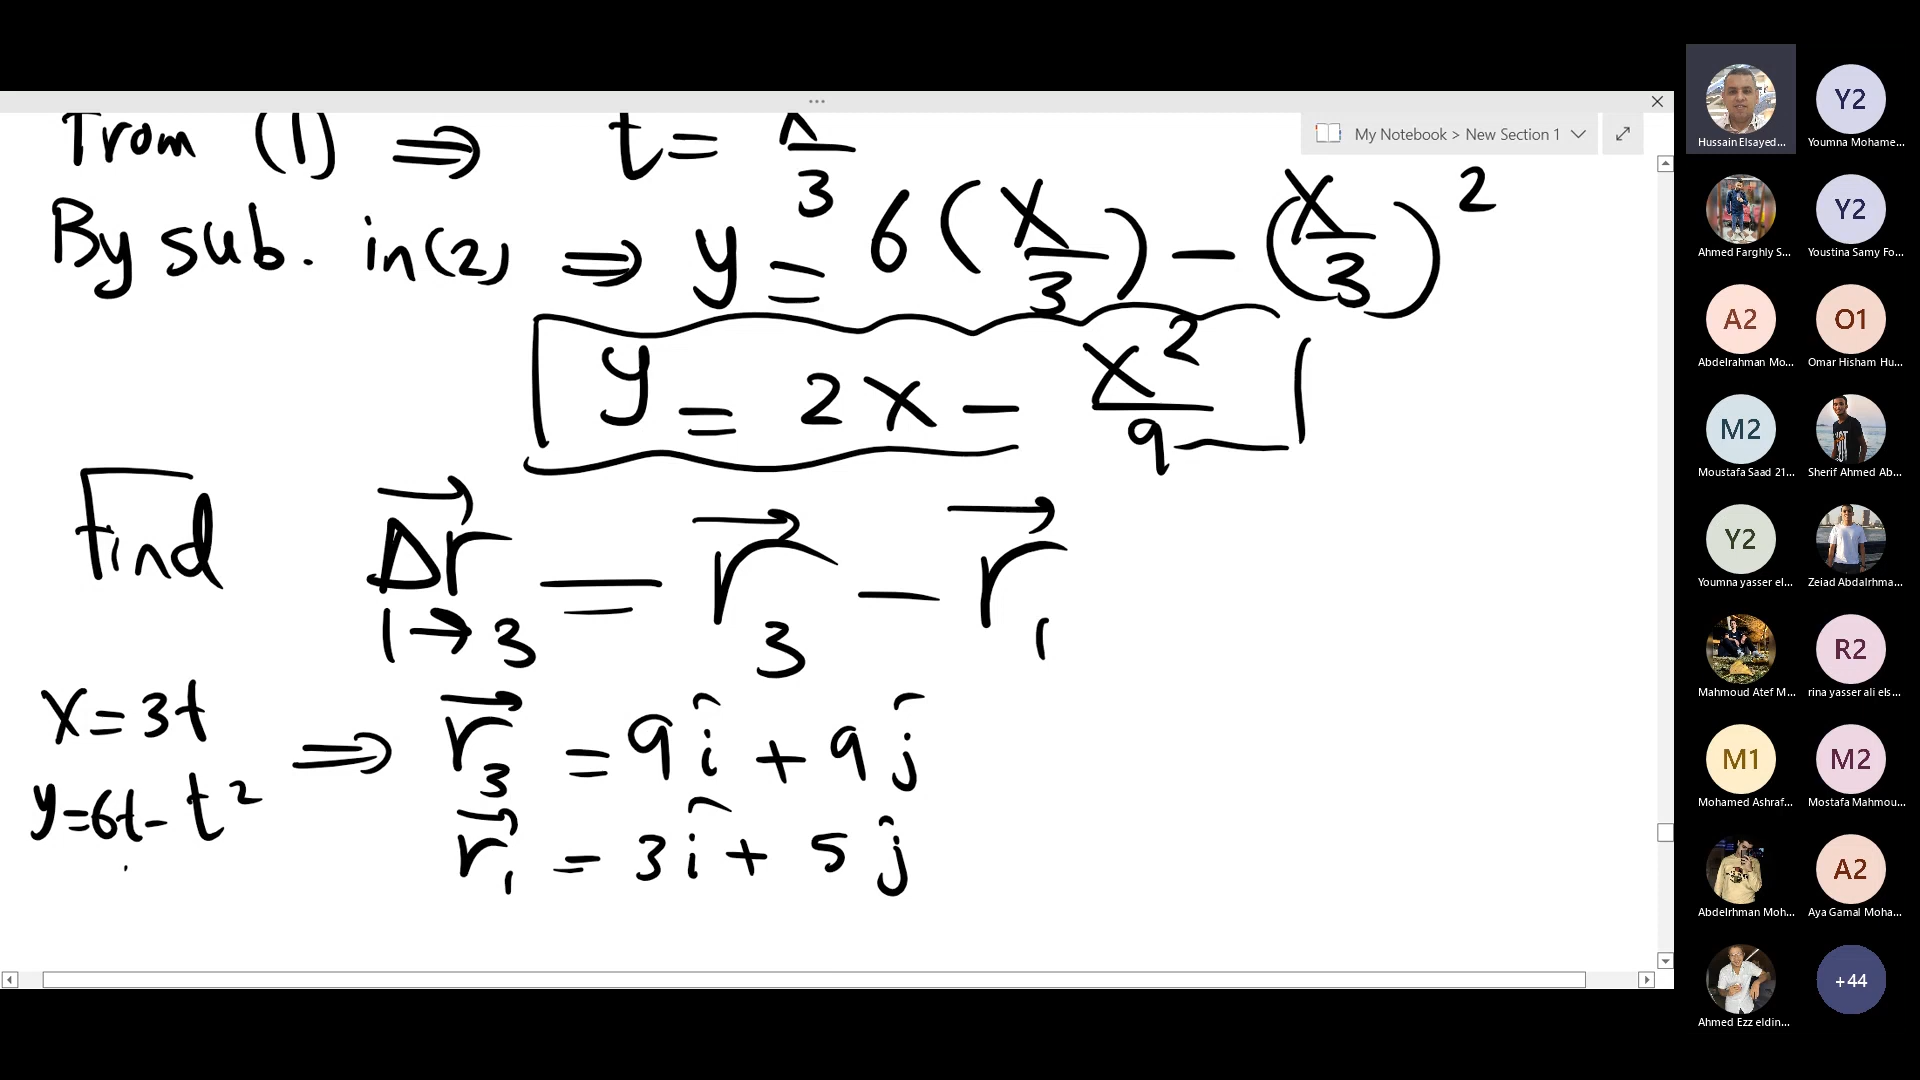 From (1) ⇒ t = x/3
My Notebook > New Section 1
By sub. in (2) ⇒ y = 6(x/3) - (x/3)²
y = 2x - x²/9
Find Δr⃗ 1→3 = r⃗₃ - r⃗₁
x = 3t
y = 6t - t²
⇒ r⃗₃ = 9î + 9ĵ
r⃗₁ = 3î + 5ĵ
Hussain Elsayed...
Y2
Youmna Mohame...
Ahmed Farghly S...
Y2
Youstina Samy Fo...
A2
Abdelrahman Mo...
O1
Omar Hisham Hu...
M2
Moustafa Saad 21...
Sherif Ahmed Ab...
Y2
Youmna yasser el...
Zeiad Abdalrhma...
Mahmoud Atef M...
R2
rina yasser ali els...
M1
Mohamed Ashraf...
M2
Mostafa Mahmou...
Abdelrhman Moh...
A2
Aya Gamal Moha...
Ahmed Ezz eldin...
+44